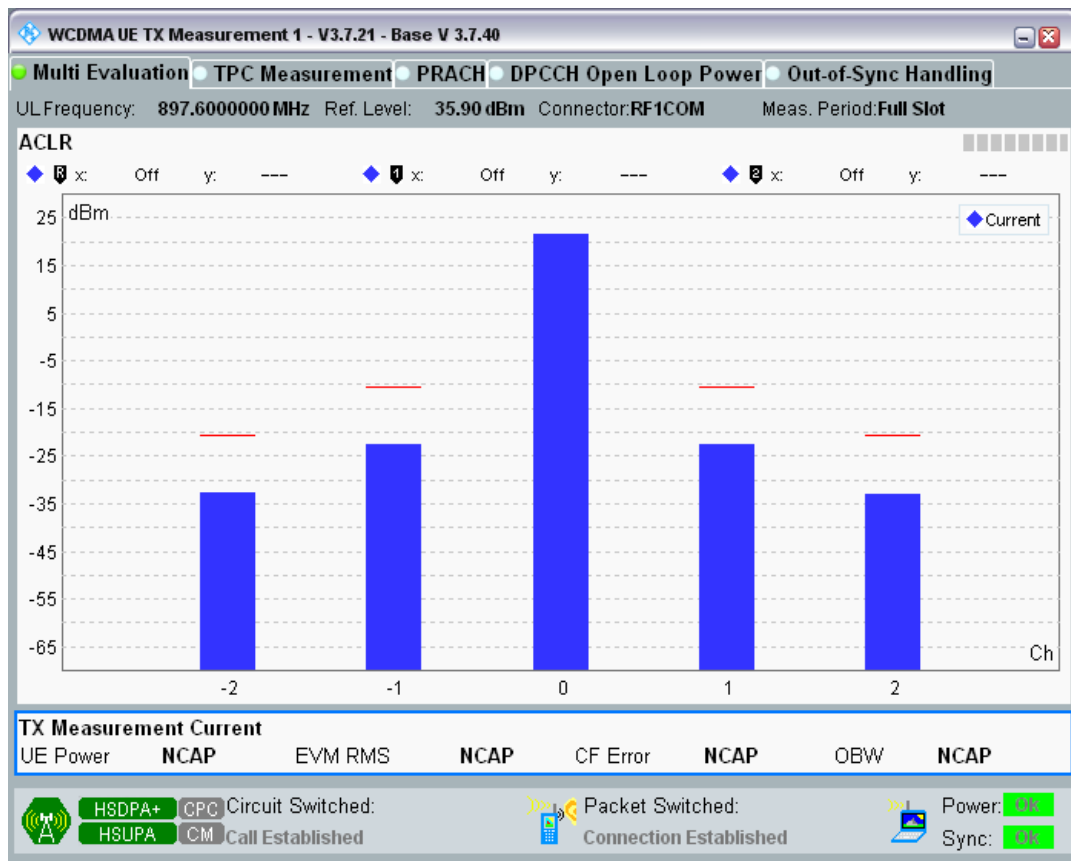 WCDMA UE TX Measurement 1 - V3.7.21 - Base V 3.7.40
Multi Evaluation TPC Measurement PRACH DPCCH Open Loop Power Out-of-Sync Handling
UL Frequency: 897.6000000 MHz Ref. Level: 35.90 dBm Connector:RF1COM Meas. Period:Full Slot
ACLR
R x: Off y: --- 1 x: Off y: --- 2 x: Off y: ---
dBm
Current
25
15
5
-5
-15
-25
-35
-45
-55
-65
Ch
-2 -1 0 1 2
TX Measurement Current
UE Power NCAP EVM RMS NCAP CF Error NCAP OBW NCAP
HSDPA+ CPC Circuit Switched: Packet Switched: Power: OK
HSUPA CM Call Established Connection Established Sync: OK